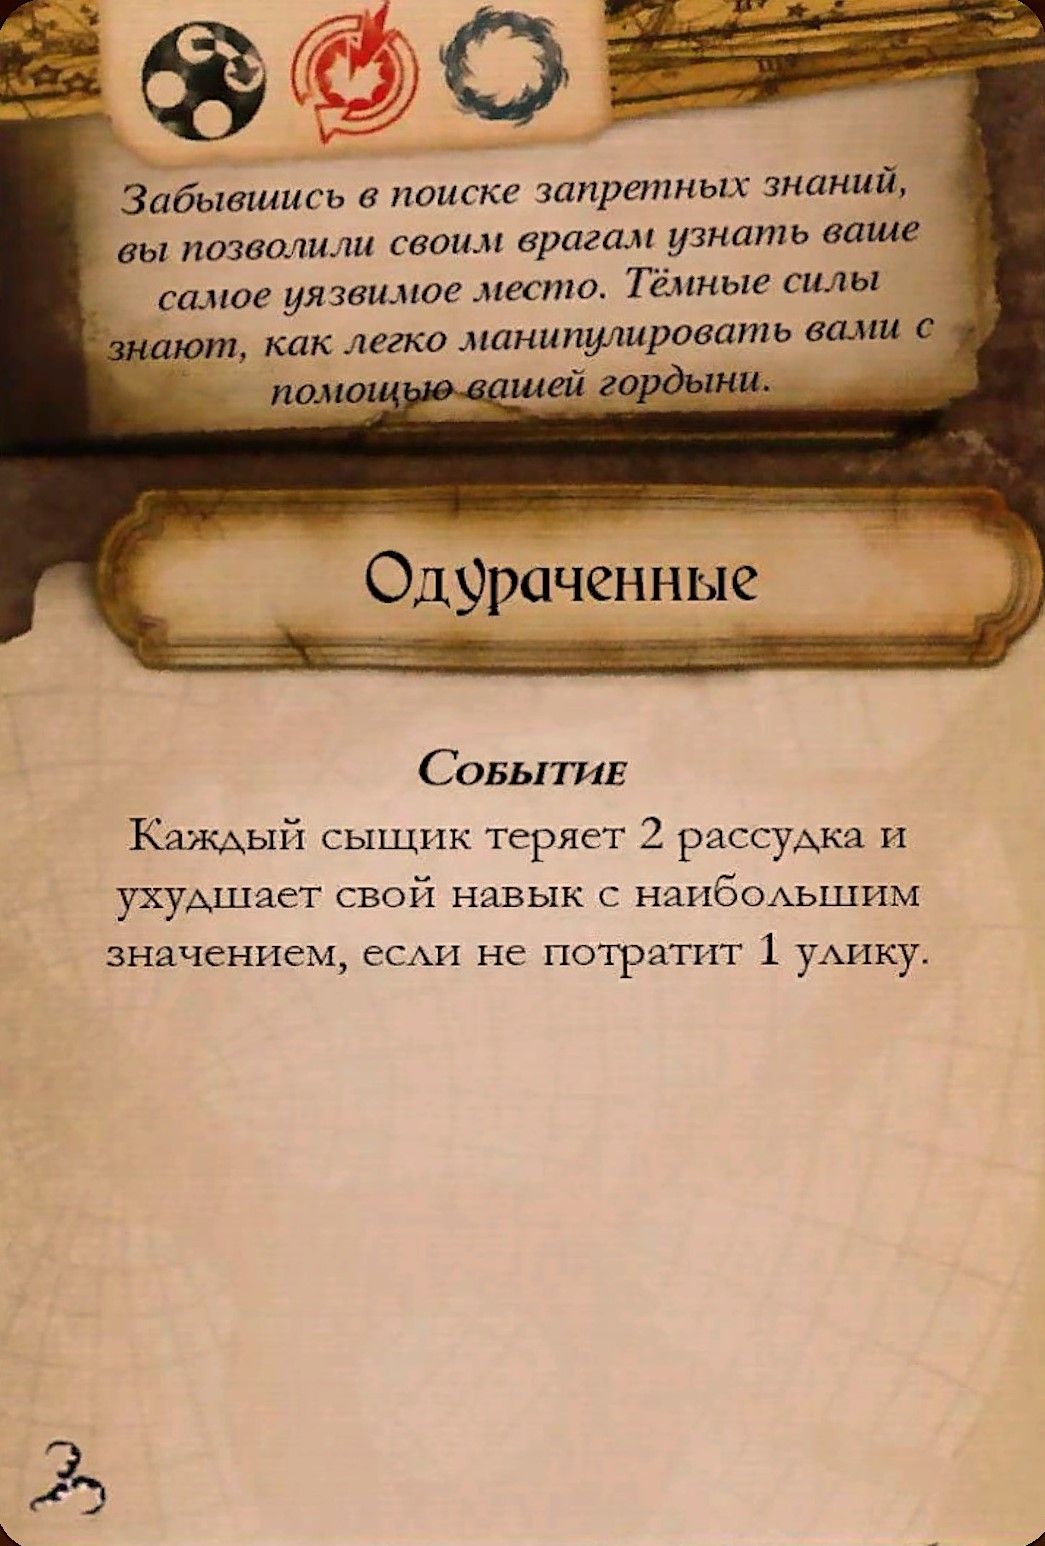 Забывшись в поиске запретных знаний,
вы позволили своим врагам узнать ваше
самое уязвимое место. Тёмные силы
знают, как легко манипулировать вами с
помощью вашей гордыни.
Одураченные
Событие
Каждый сыщик теряет 2 рассудка и
ухудшает свой навык с наибольшим
значением, если не потратит 1 улику.